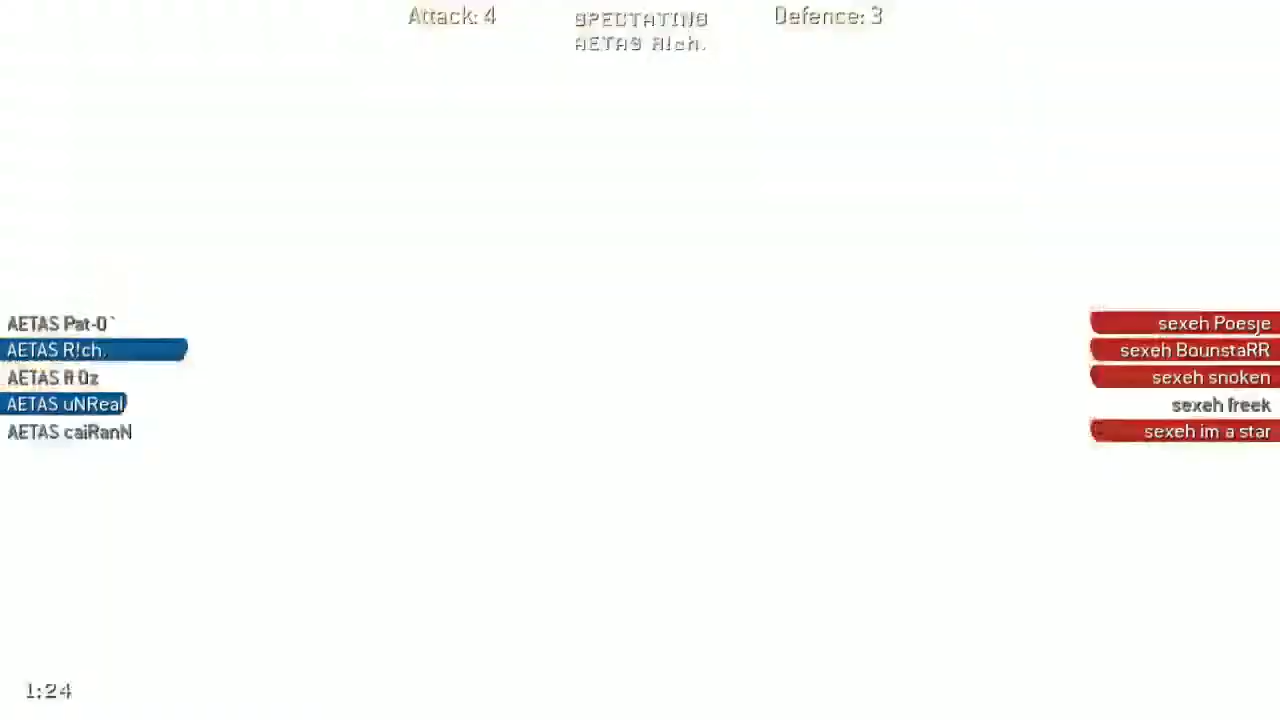 Attack: 4
SPECTATING
AETAS R!ch.
Defence: 3
AETAS Pat-0`
AETAS R!ch.
AETAS
AETAS uNReal
AETAS caiRanN
sexeh Poesje
sexeh BounstaRR
sexeh snoken
sexeh freek
sexeh im a star
1:24